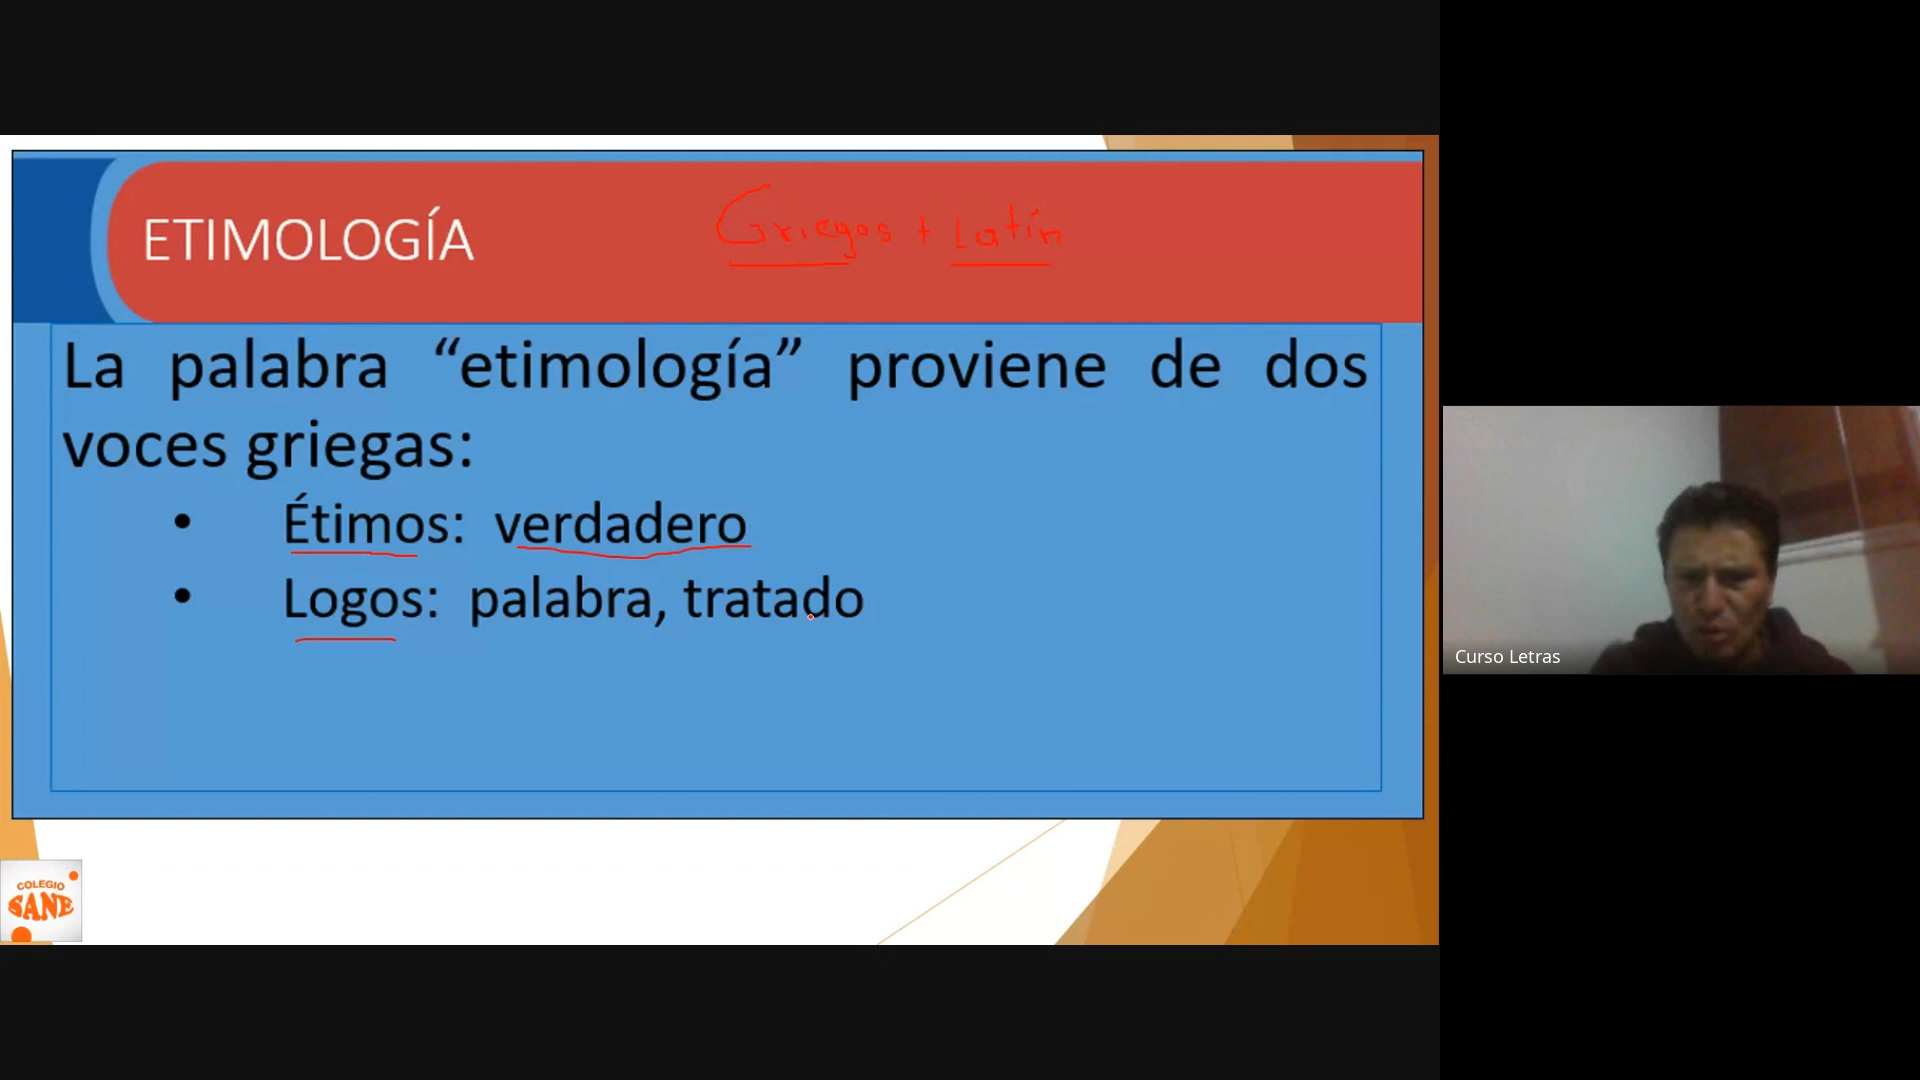 ETIMOLOGÍA
Griegos + Latín
La palabra “etimología” proviene de dos
voces griegas:
• Étimos: verdadero
• Logos: palabra, tratado
Curso Letras
COLEGIO
SANE